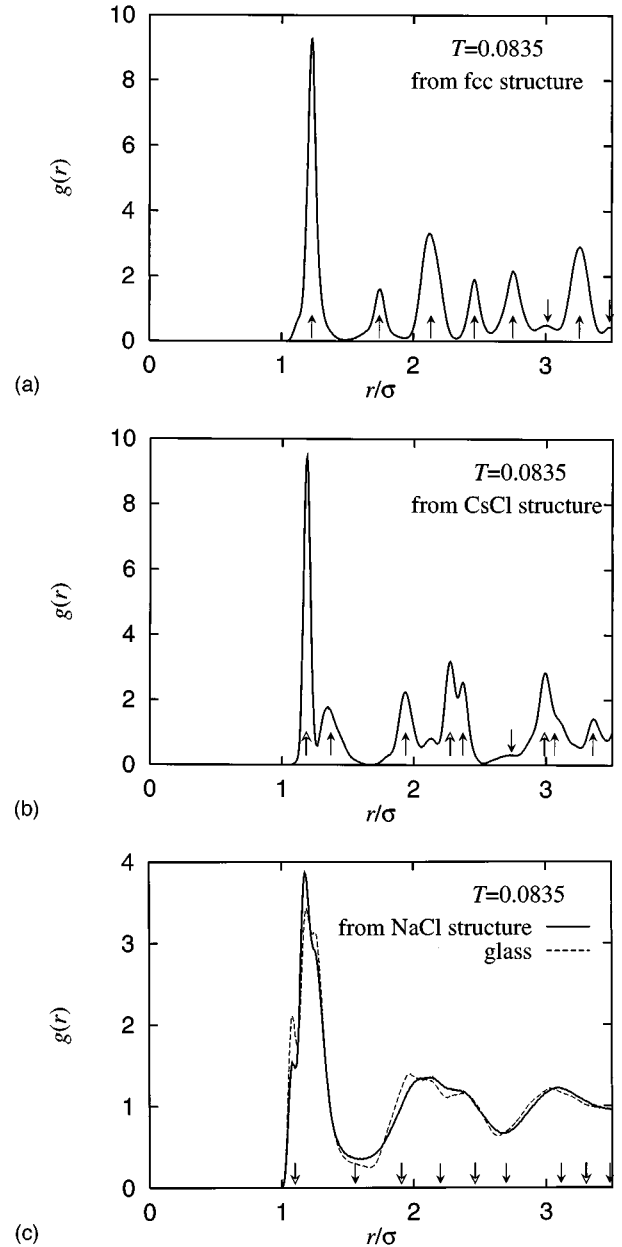 10
8
6
4
2
0
g(r)
T=0.0835
from fcc structure
0
1
2
3
r/σ
(a)
10
8
6
4
2
0
g(r)
T=0.0835
from CsCl structure
0
1
2
3
r/σ
(b)
4
3
2
1
0
g(r)
T=0.0835
from NaCl structure
glass
0
1
2
3
r/σ
(c)